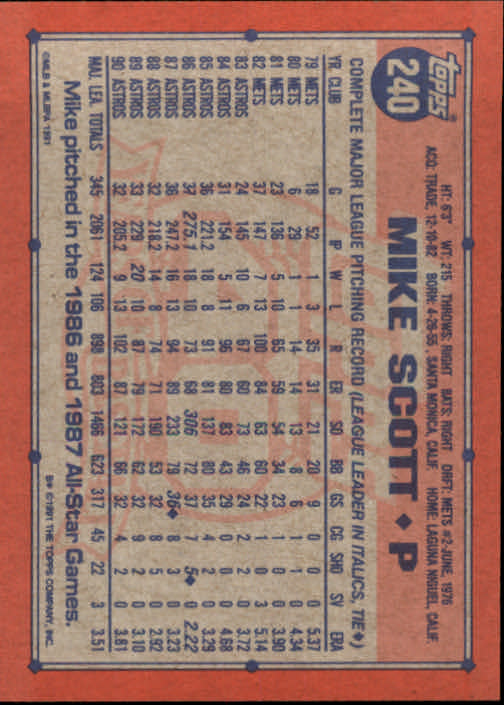 TOPPS®
240
MIKE SCOTT ♦ P
HT: 6'3" WT: 215 THROWS: RIGHT BATS: RIGHT DRFT: METS #2-JUNE, 1976
ACQ: TRADE, 12-10-82 BORN: 4-26-55, SANTA MONICA, CALIF. HOME: LAGUNA NIGUEL, CALIF.
COMPLETE MAJOR LEAGUE PITCHING RECORD (LEAGUE LEADER IN ITALICS, TIE♦)
YR CLUB G IP W L R ER SO BB GS CG SHO SV ERA
79 METS 18 52 1 3 35 31 21 20 9 0 0 0 5.37
80 METS 6 29 1 1 14 14 13 8 6 1 1 0 4.34
81 METS 23 136 5 10 65 59 54 34 23 1 0 0 3.90
82 METS 37 147 7 13 100 84 63 60 22 1 0 3 5.14
83 ASTROS 24 145 10 6 67 60 73 46 24 2 2 0 3.72
84 ASTROS 31 154 5 11 96 80 83 43 29 0 0 0 4.68
85 ASTROS 36 221.2 18 8 91 81 137 80 35 4 2 0 3.29
86 ASTROS 37 275.1 18 10 73 68 306 72 37 7 5♦ 0 2.22
87 ASTROS 36 247.2 16 13 94 89 233 79 36♦ 8 3 0 3.23
88 ASTROS 32 218.2 14 8 74 71 190 53 32 8 5 0 2.92
89 ASTROS 33 229 20 10 87 79 172 62 32 9 2 0 3.10
90 ASTROS 32 205.2 9 13 102 87 121 66 32 4 2 0 3.81
MAJ. LEA. TOTALS 345 2061 124 106 898 803 1466 623 317 45 22 3 3.51
Mike pitched in the 1986 and 1987 All-Star Games.
©MLB & MLBPA 1991
B* ©1991 THE TOPPS COMPANY, INC.